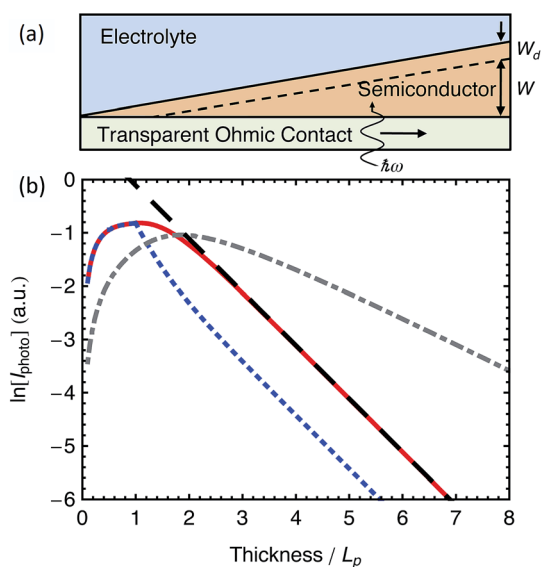 (a)
Electrolyte
W_d
W
Semiconductor
Transparent Ohmic Contact
ħω
(b)
0
-1
-2
-3
-4
-5
-6
ln[I_photo] (a.u.)
0 1 2 3 4 5 6 7 8
Thickness / L_p